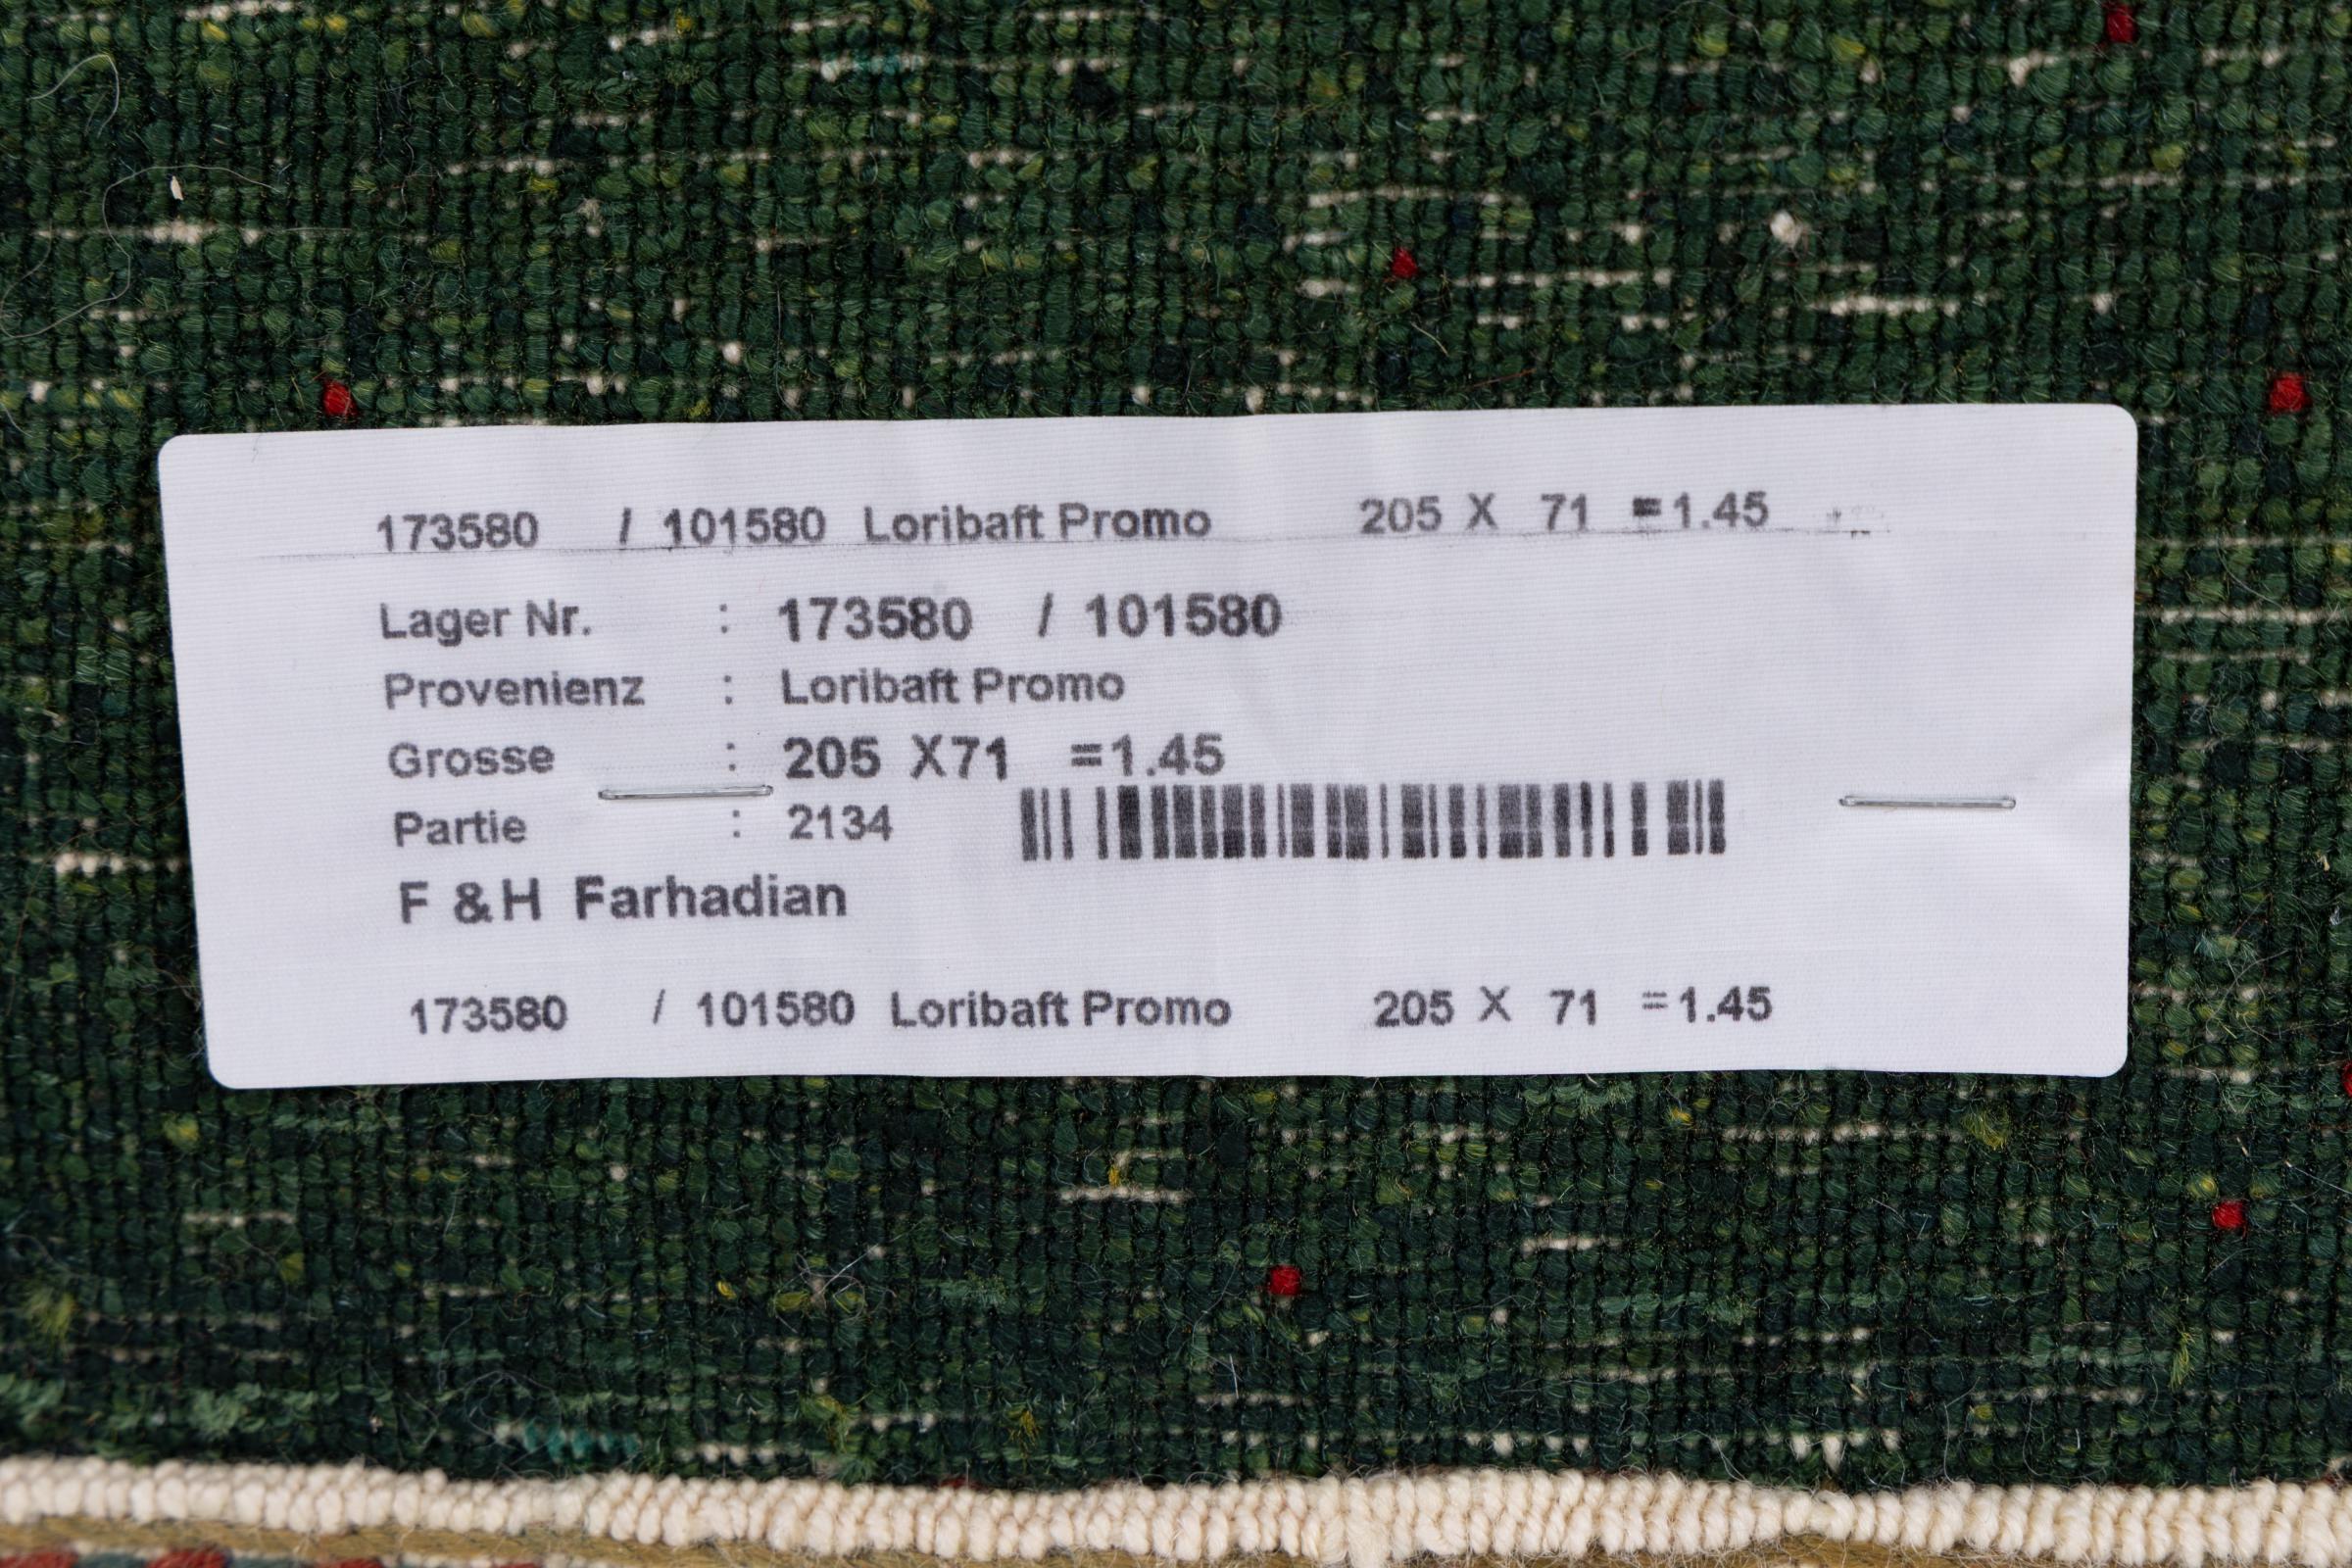 173580 / 101580 Loribaft Promo 205 X 71 =1.45
Lager Nr. : 173580 / 101580
Provenienz : Loribaft Promo
Grosse : 205 X71 =1.45
Partie : 2134
F &H Farhadian
173580 / 101580 Loribaft Promo 205 X 71 =1.45